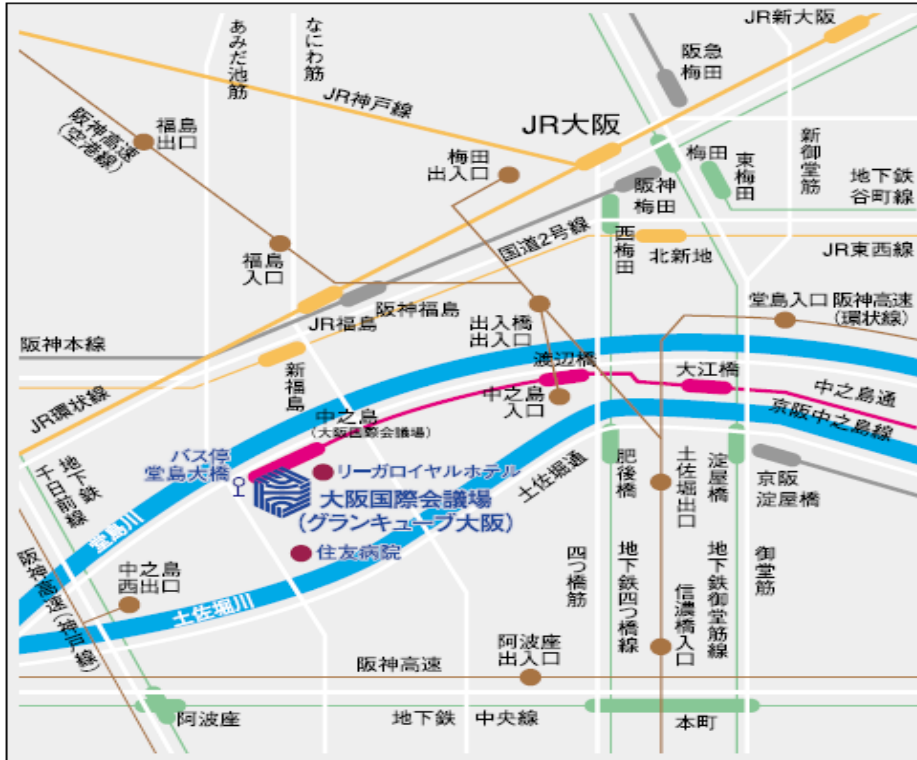 JR新大阪
阪急
梅田
あみだ池筋
なにわ筋
JR神戸線
JR大阪
新御堂筋
阪神高速
(空港線)
福島
出口
梅田
出入口
梅田
東梅田
地下鉄
谷町線
阪神
梅田
西梅田
国道2号線
北新地
JR東西線
福島
入口
阪神福島
JR福島
出入橋
出入口
堂島入口
阪神高速
(環状線)
阪神本線
新福島
渡辺橋
大江橋
中之島
入口
中之島通
京阪中之島線
JR環状線
中之島
(大阪国際会議場)
バス停
堂島大橋
リーガロイヤルホテル
大阪国際会議場
(グランキューブ大阪)
土佐堀通
肥後橋
土佐堀出口
淀屋橋
京阪
淀屋橋
地下鉄
千日前線
堂島川
住友病院
中之島
西出口
土佐堀川
阪神高速(神戸線)
四つ橋筋
地下鉄四つ橋線
信濃橋入口
地下鉄御堂筋線
御堂筋
阿波座
出入口
阪神高速
阿波座
地下鉄
中央線
本町